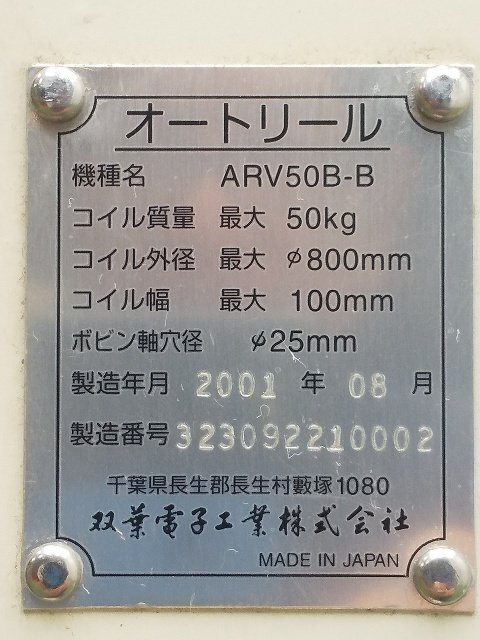 オートリール
機種名 ARV50B-B
コイル質量 最大 50kg
コイル外径 最大 φ800mm
コイル幅 最大 100mm
ボビン軸穴径 φ25mm
製造年月 2001 年 08 月
製造番号 323092210002
千葉県長生郡長生村藪塚1080
双葉電子工業株式会社
MADE IN JAPAN